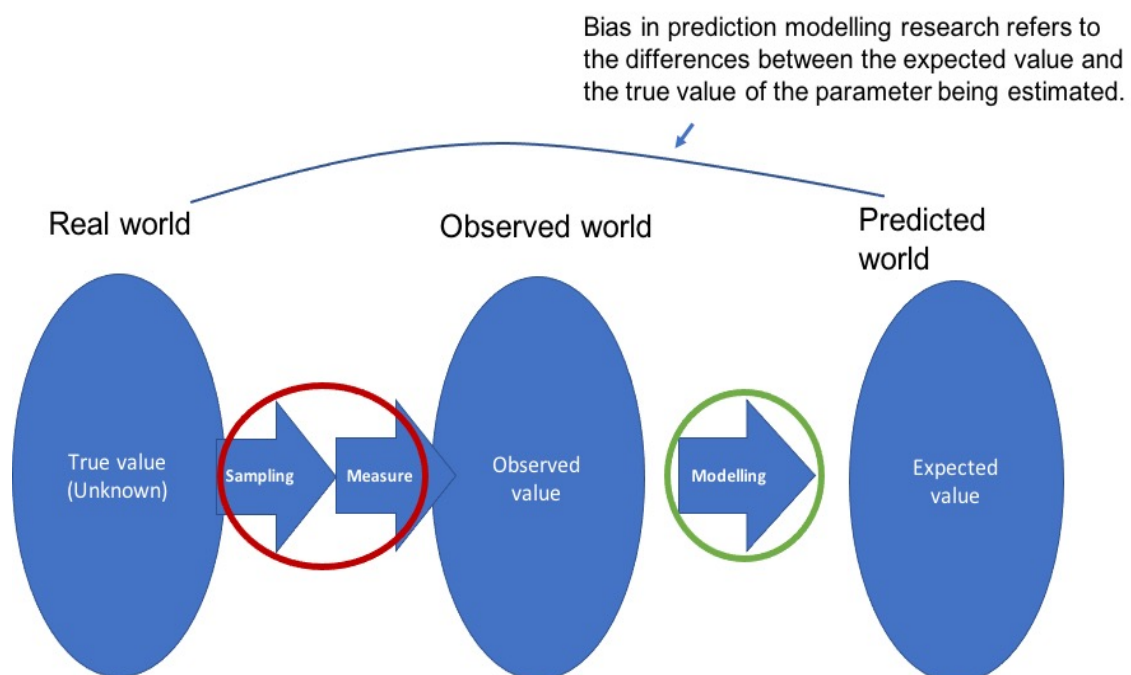 Bias in prediction modelling research refers to
the differences between the expected value and
the true value of the parameter being estimated.
Real world
Observed world
Predicted
world
True value
(Unknown)
Sampling
Measure
Observed
value
Modelling
Expected
value